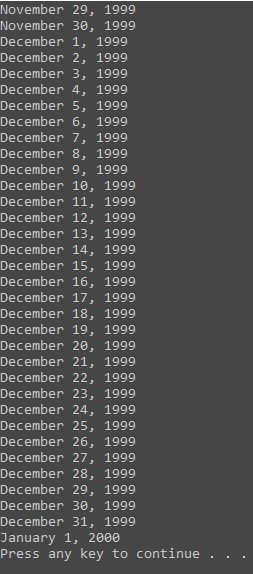 November 29, 1999
November 30, 1999
December 1, 1999
December 2, 1999
December 3, 1999
December 4, 1999
December 5, 1999
December 6, 1999
December 7, 1999
December 8, 1999
December 9, 1999
December 10, 1999
December 11, 1999
December 12, 1999
December 13, 1999
December 14, 1999
December 15, 1999
December 16, 1999
December 17, 1999
December 18, 1999
December 19, 1999
December 20, 1999
December 21, 1999
December 22, 1999
December 23, 1999
December 24, 1999
December 25, 1999
December 26, 1999
December 27, 1999
December 28, 1999
December 29, 1999
December 30, 1999
December 31, 1999
January 1, 2000
Press any key to continue . . .